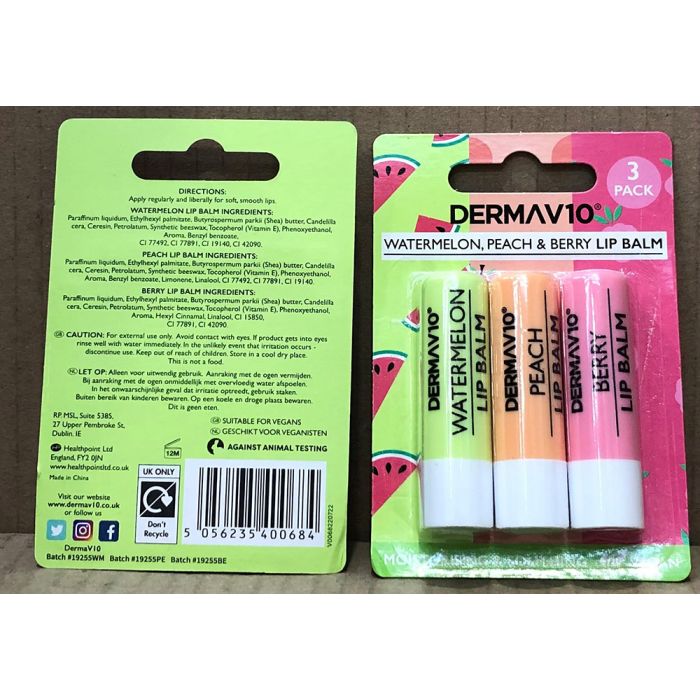 DIRECTIONS:
Apply regularly and liberally for soft, smooth lips.
WATERMELON LIP BALM INGREDIENTS:
Paraffinum liquidum, Ethylhexyl palmitate, Butyrospermum parkii (Shea) butter, Candelilla
cera, Ceresin, Petrolatum, Synthetic beeswax, Tocopherol (Vitamin E), Phenoxyethanol,
Aroma, Benzyl benzoate,
CI 77492, CI 77891, CI 19140, CI 42090.
PEACH LIP BALM INGREDIENTS:
Paraffinum liquidum, Ethylhexyl palmitate, Butyrospermum parkii (Shea) butter, Candelilla
cera, Ceresin, Petrolatum, Synthetic beeswax, Tocopherol (Vitamin E), Phenoxyethanol,
Aroma, Benzyl benzoate, Limonene, Linalool, CI 77492, CI 77891, CI 19140.
BERRY LIP BALM INGREDIENTS:
Paraffinum liquidum, Ethylhexyl palmitate, Butyrospermum parkii (Shea) butter, Candelilla
cera, Ceresin, Petrolatum, Synthetic beeswax, Tocopherol (Vitamin E), Phenoxyethanol,
Aroma, Hexyl Cinnamal, Linalool, CI 15850,
CI 77891, CI 42090.
GB CAUTION: For external use only. Avoid contact with eyes. If product gets into eyes
rinse well with water immediately. In the unlikely event that irritation occurs -
discontinue use. Keep out of reach of children. Store in a cool dry place.
This is not a food.
NL LET OP: Alleen voor uitwendig gebruik. Aanraking met de ogen vermijden.
Bij aanraking met de ogen onmiddellijk met overvloedig water afspoelen.
In het onwaarschijnlijke geval dat irritatie optreedt, gebruik staken.
Buiten bereik van kinderen bewaren. Op een koele en droge plaats bewaren.
Dit is geen eten.
RP. MSL, Suite 5385,
27 Upper Pembroke St,
Dublin. IE
GB SUITABLE FOR VEGANS
NL GESCHIKT VOOR VEGANISTEN
AGAINST ANIMAL TESTING
12M
HP Healthpoint Ltd
England, FY2 0JN
www.healthpointltd.co.uk
Made in China
UK ONLY
Don't
Recycle
Visit our website
www.dermav10.co.uk
or follow us
DermaV10
5 056235 400684
V0068220722
Batch #19255WM Batch #19255PE Batch #19255BE
3
PACK
DERMAV10®
WATERMELON, PEACH & BERRY LIP BALM
DERMAV10®
WATERMELON
LIP BALM
DERMAV10®
PEACH
LIP BALM
DERMAV10®
BERRY
LIP BALM